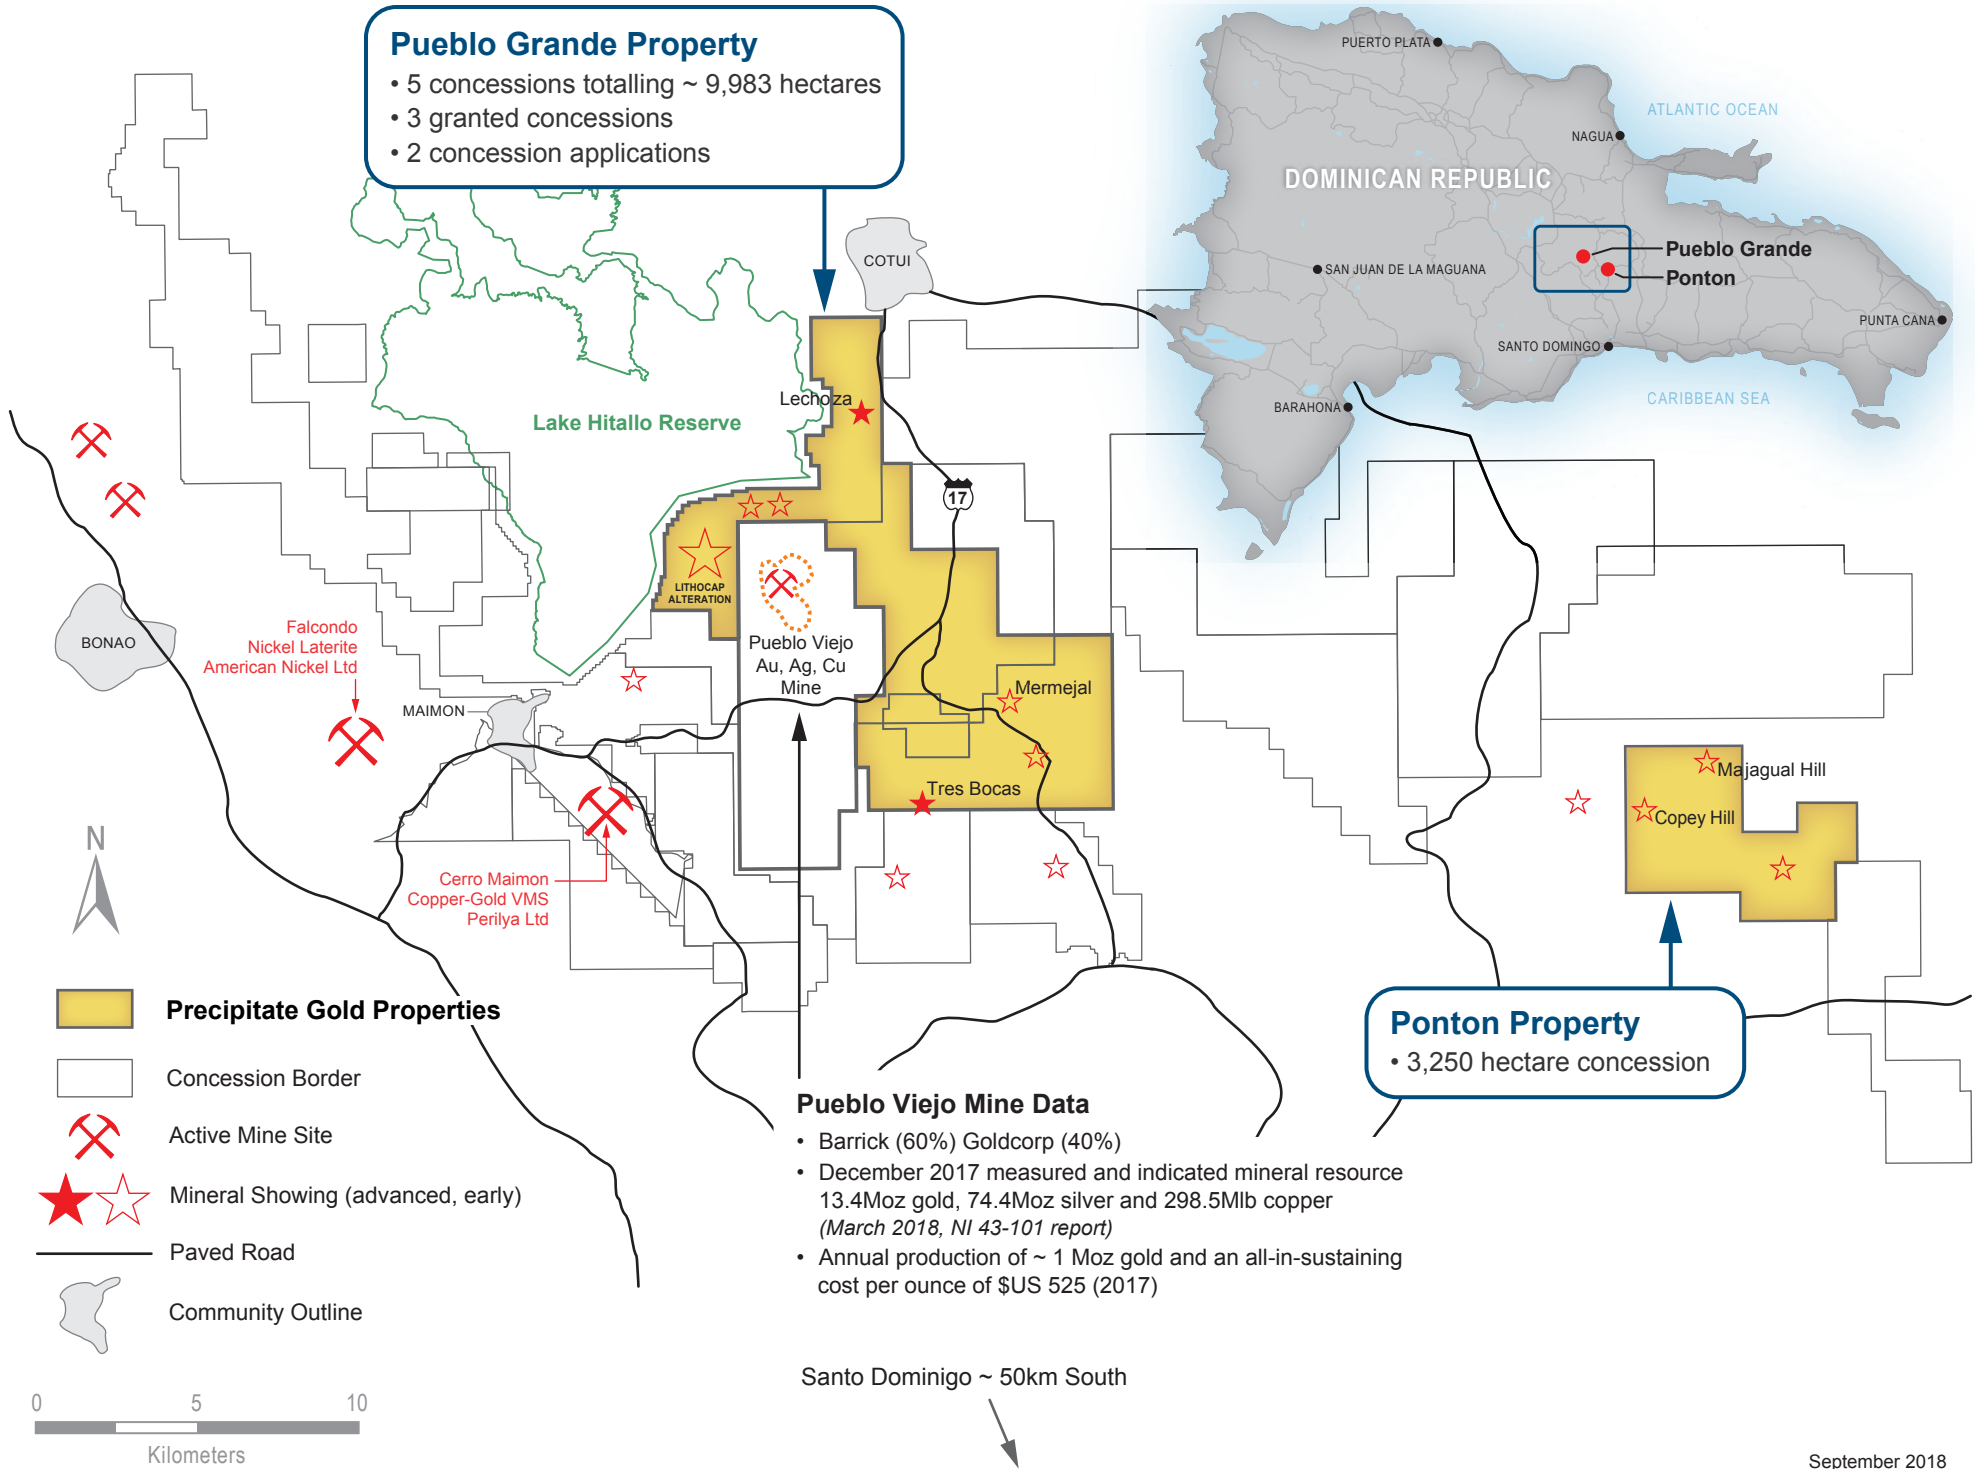 Pueblo Grande Property
• 5 concessions totalling ~ 9,983 hectares
• 3 granted concessions
• 2 concession applications
PUERTO PLATA
ATLANTIC OCEAN
NAGUA
DOMINICAN REPUBLIC
Pueblo Grande
Ponton
SAN JUAN DE LA MAGUANA
PUNTA CANA
SANTO DOMINGO
CARIBBEAN SEA
BARAHONA
COTUI
Lechoza
Lake Hitallo Reserve
17
LITHOCAP
ALTERATION
BONAO
Falcondo
Nickel Laterite
American Nickel Ltd
Pueblo Viejo
Au, Ag, Cu
Mine
MAIMON
Mermejal
Tres Bocas
Majagual Hill
Copey Hill
Cerro Maimon
Copper-Gold VMS
Perilya Ltd
N
Precipitate Gold Properties
Concession Border
Active Mine Site
Mineral Showing (advanced, early)
Paved Road
Community Outline
Ponton Property
• 3,250 hectare concession
Pueblo Viejo Mine Data
• Barrick (60%) Goldcorp (40%)
• December 2017 measured and indicated mineral resource
13.4Moz gold, 74.4Moz silver and 298.5Mlb copper
(March 2018, NI 43-101 report)
• Annual production of ~ 1 Moz gold and an all-in-sustaining
cost per ounce of $US 525 (2017)
Santo Dominigo ~ 50km South
0 5 10
Kilometers
September 2018